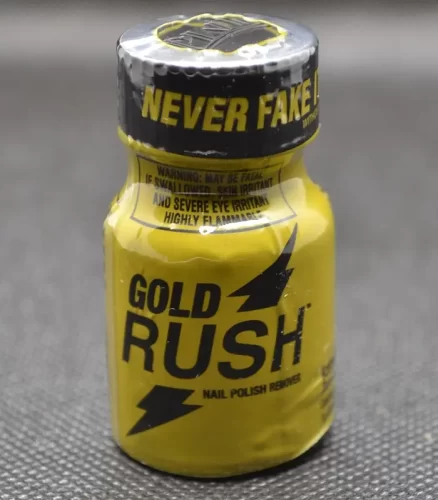 NEVER FAKE I
WARNING: MAY BE FATAL
IF SWALLOWED, SKIN IRRITANT
AND SEVERE EYE IRRITANT
HIGHLY FLAMMABLE
GOLD
RUSH™
NAIL POLISH REMOVER